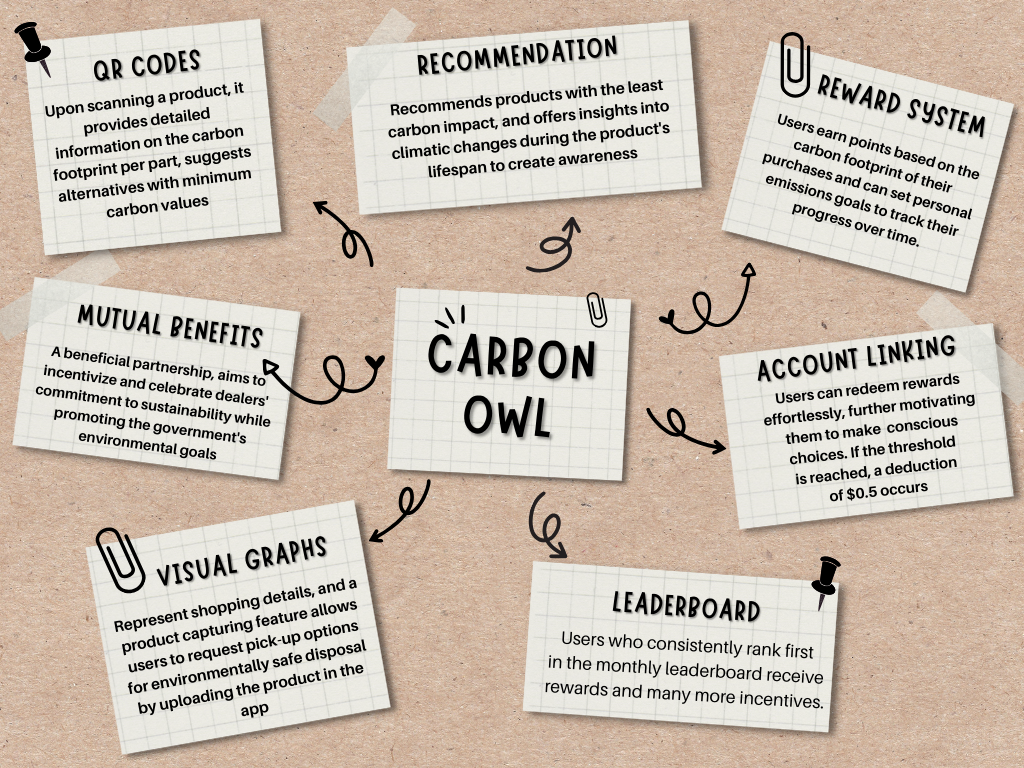 QR CODES
Upon scanning a product, it
provides detailed
information on the carbon
footprint per part, suggests
alternatives with minimum
carbon values
RECOMMENDATION
Recommends products with the least
carbon impact, and offers insights into
climatic changes during the product's
lifespan to create awareness
REWARD SYSTEM
Users earn points based on the
carbon footprint of their
purchases and can set personal
emissions goals to track their
progress over time.
MUTUAL BENEFITS
A beneficial partnership, aims to
incentivize and celebrate dealers'
commitment to sustainability while
promoting the government's
environmental goals
CARBON
OWL
ACCOUNT LINKING
Users can redeem rewards
effortlessly, further motivating
them to make conscious
choices. If the threshold
is reached, a deduction
of $0.5 occurs
VISUAL GRAPHS
Represent shopping details, and a
product capturing feature allows
users to request pick-up options
for environmentally safe disposal
by uploading the product in the
app
LEADERBOARD
Users who consistently rank first
in the monthly leaderboard receive
rewards and many more incentives.